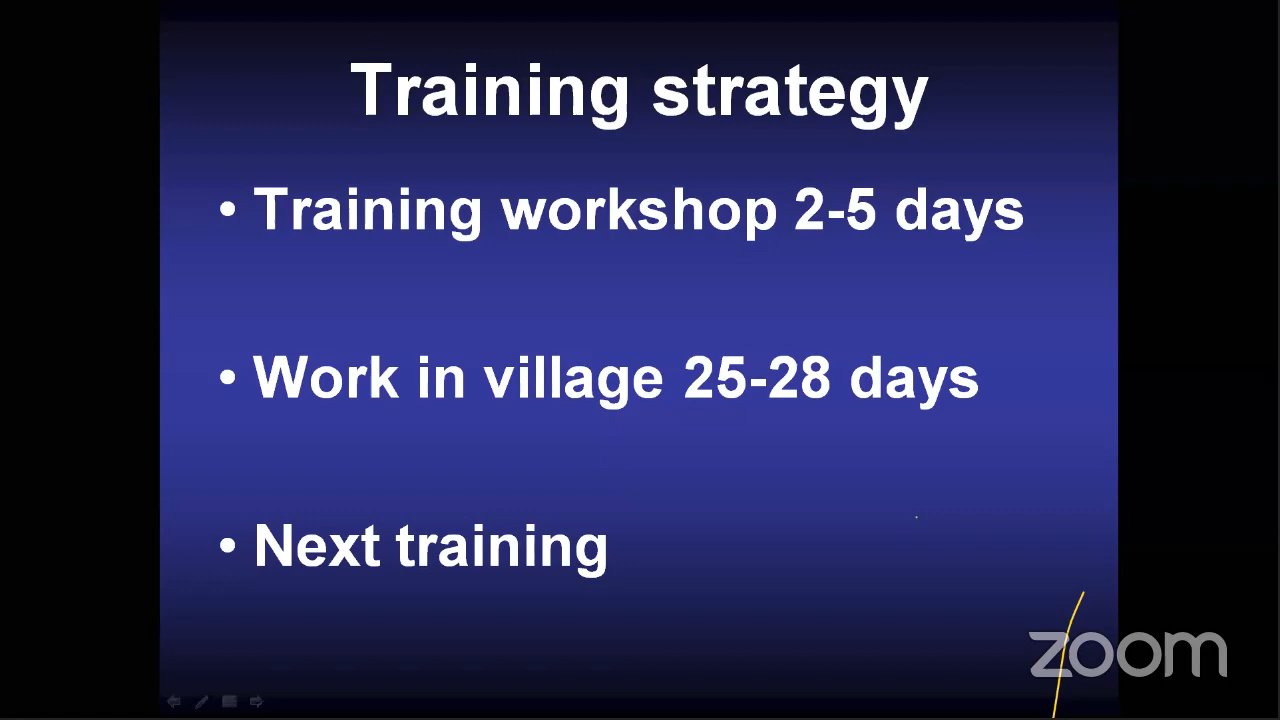 Training strategy
• Training workshop 2-5 days
• Work in village 25-28 days
• Next training
zoom